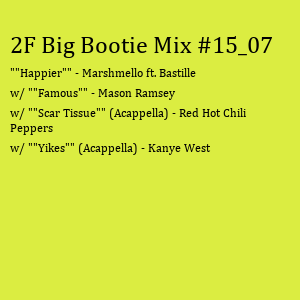 2F Big Bootie Mix #15_07
""Happier"" - Marshmello ft. Bastille
w/ ""Famous"" - Mason Ramsey
w/ ""Scar Tissue"" (Acappella) - Red Hot Chili
Peppers
w/ ""Yikes"" (Acappella) - Kanye West